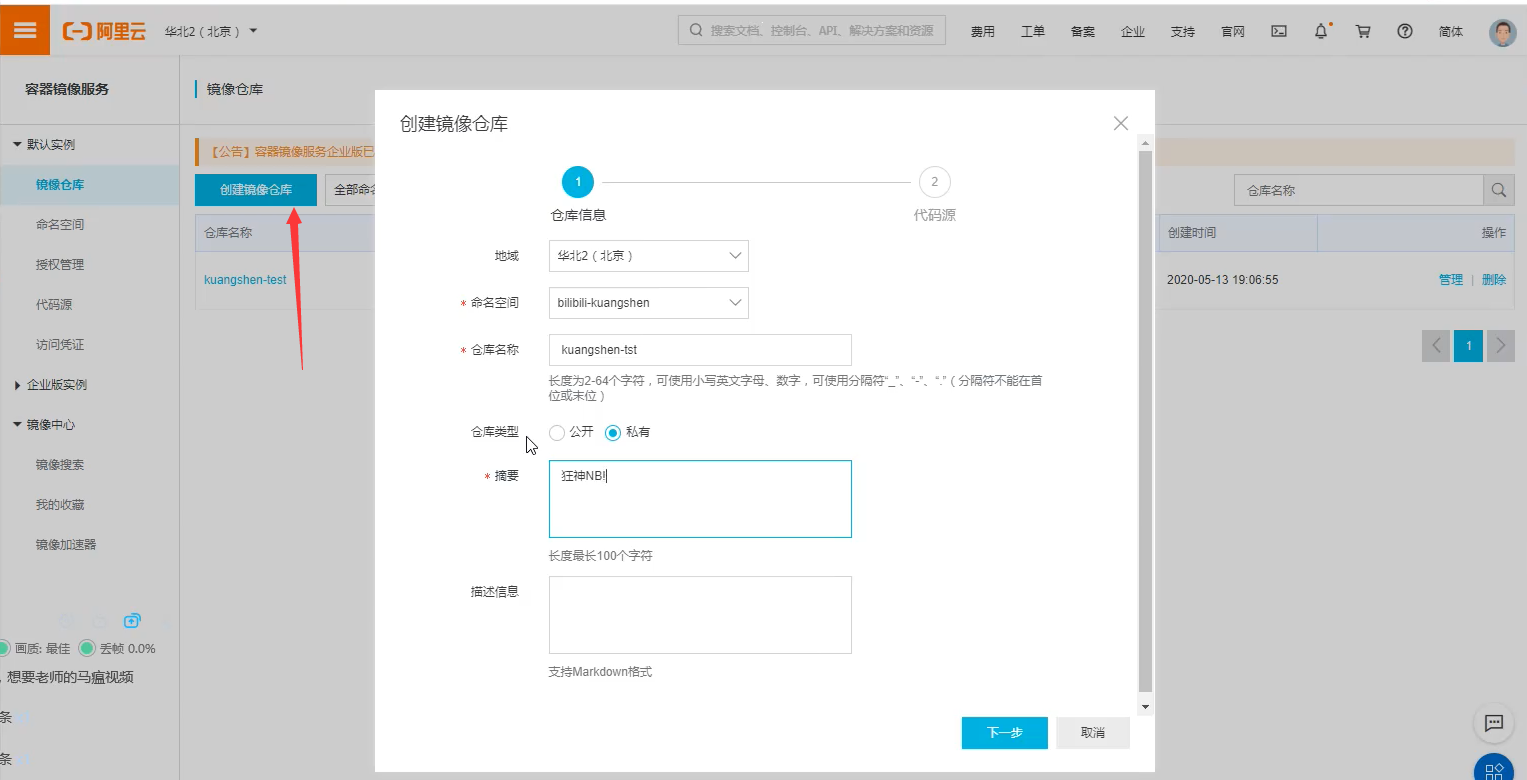 阿里云
华北2（北京）
搜索文档、控制台、API、解决方案和资源
费用
工单
备案
企业
支持
官网
简体
容器镜像服务
镜像仓库
默认实例
镜像仓库
命名空间
授权管理
代码源
访问凭证
企业版实例
镜像中心
镜像搜索
我的收藏
镜像加速器
画质: 最佳
丢帧 0.0%
, 想要老师的马瘟视频
条
条
【公告】容器镜像服务企业版已
创建镜像仓库
全部命名
仓库名称
仓库名称
创建时间
操作
kuangshen-test
2020-05-13 19:06:55
管理 | 删除
1
创建镜像仓库
1
2
仓库信息
代码源
地域
华北2（北京）
* 命名空间
bilibili-kuangshen
* 仓库名称
kuangshen-tst
长度为2-64个字符，可使用小写英文字母、数字，可使用分隔符“_”、“-”、“.”（分隔符不能在首
位或末位）
仓库类型
公开
私有
* 摘要
狂神NB!
长度最长100个字符
描述信息
支持Markdown格式
下一步
取消